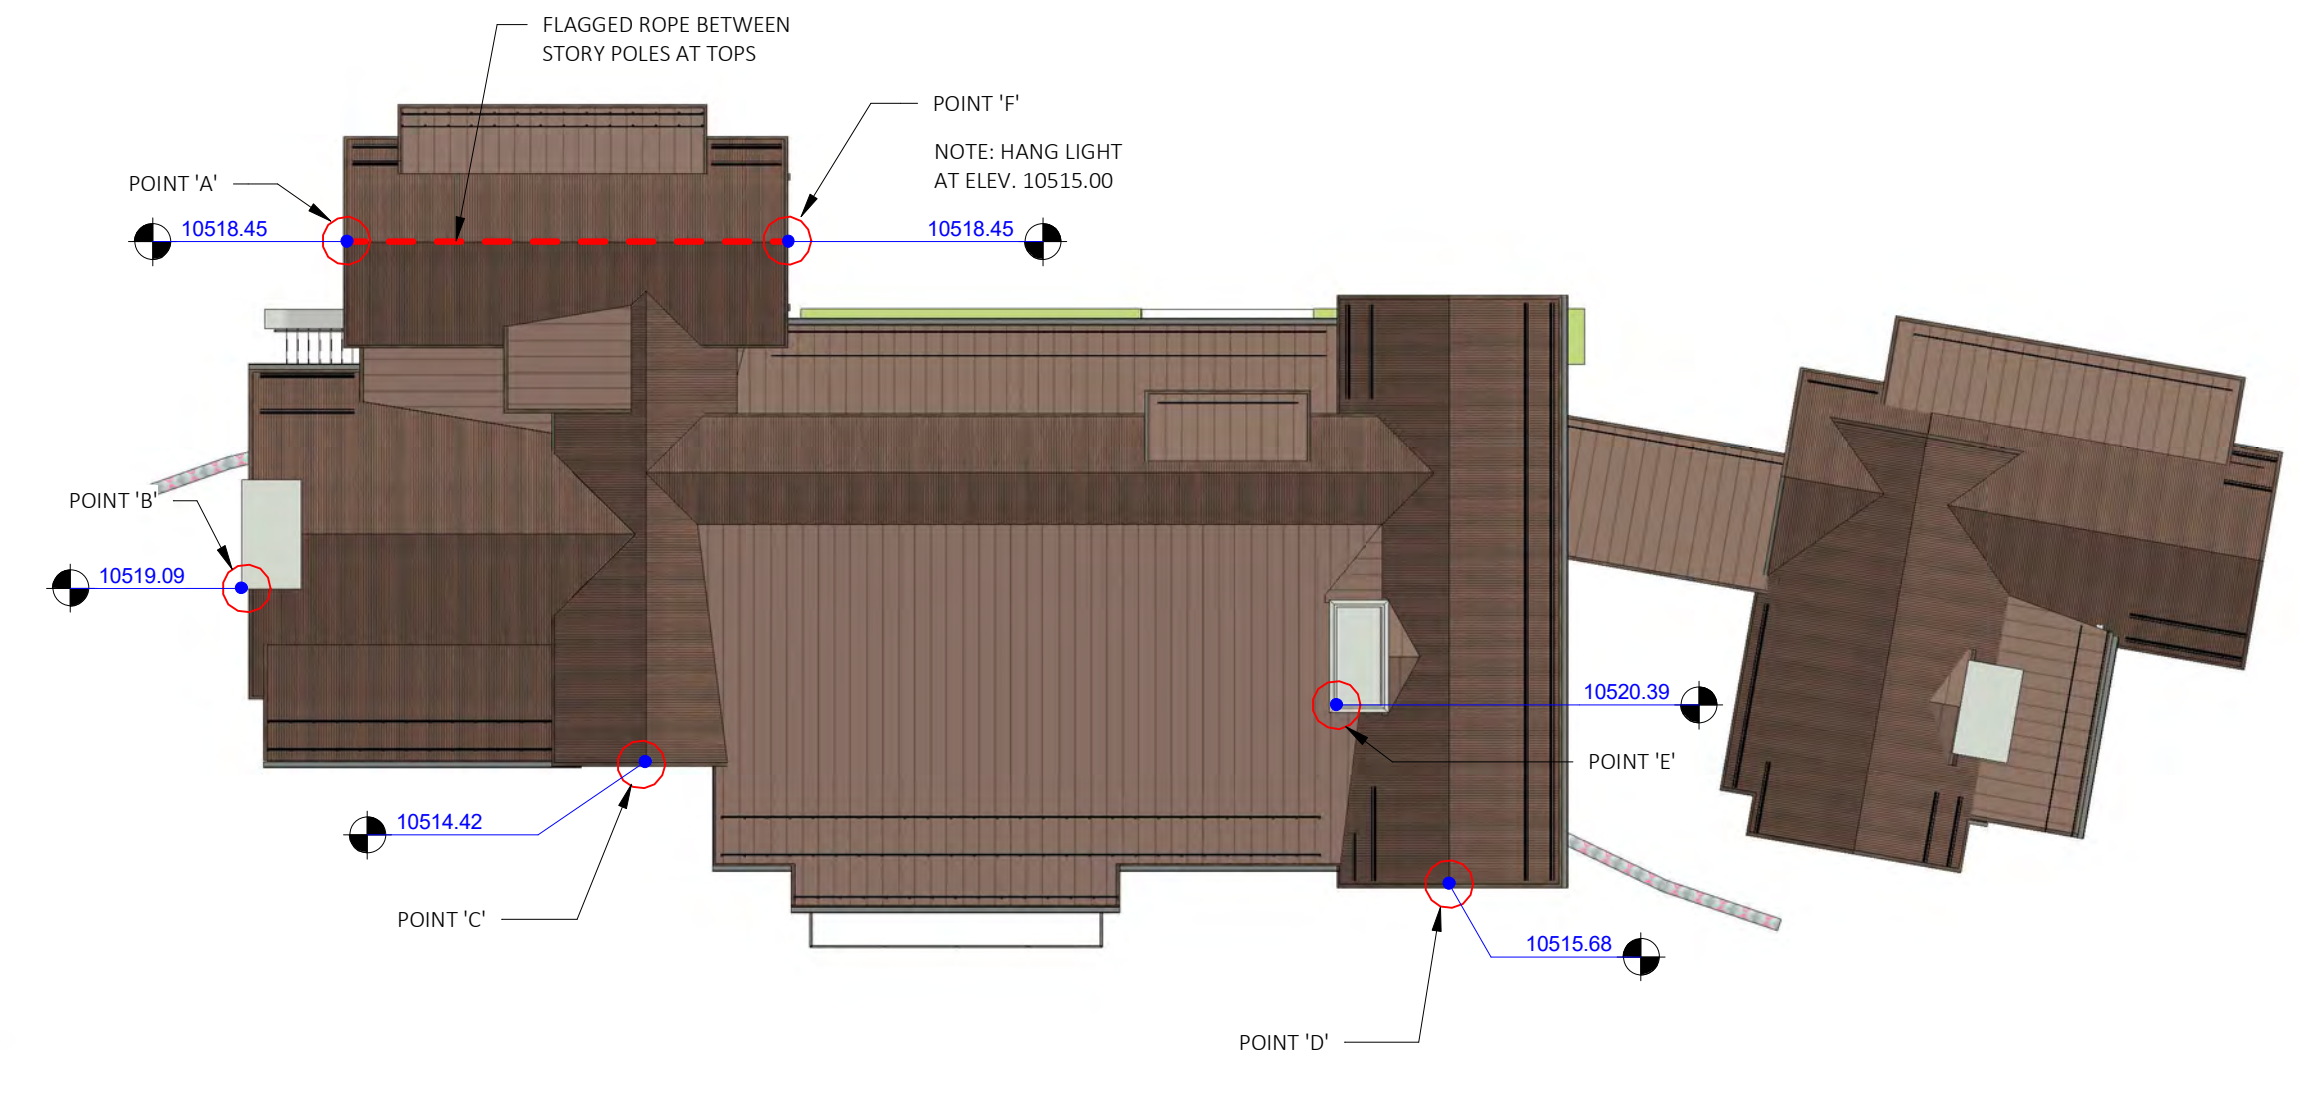 FLAGGED ROPE BETWEEN
STORY POLES AT TOPS
POINT 'F'
NOTE: HANG LIGHT
AT ELEV. 10515.00
POINT 'A'
10518.45
10518.45
POINT 'B'
10519.09
10520.39
POINT 'E'
10514.42
POINT 'C'
10515.68
POINT 'D'